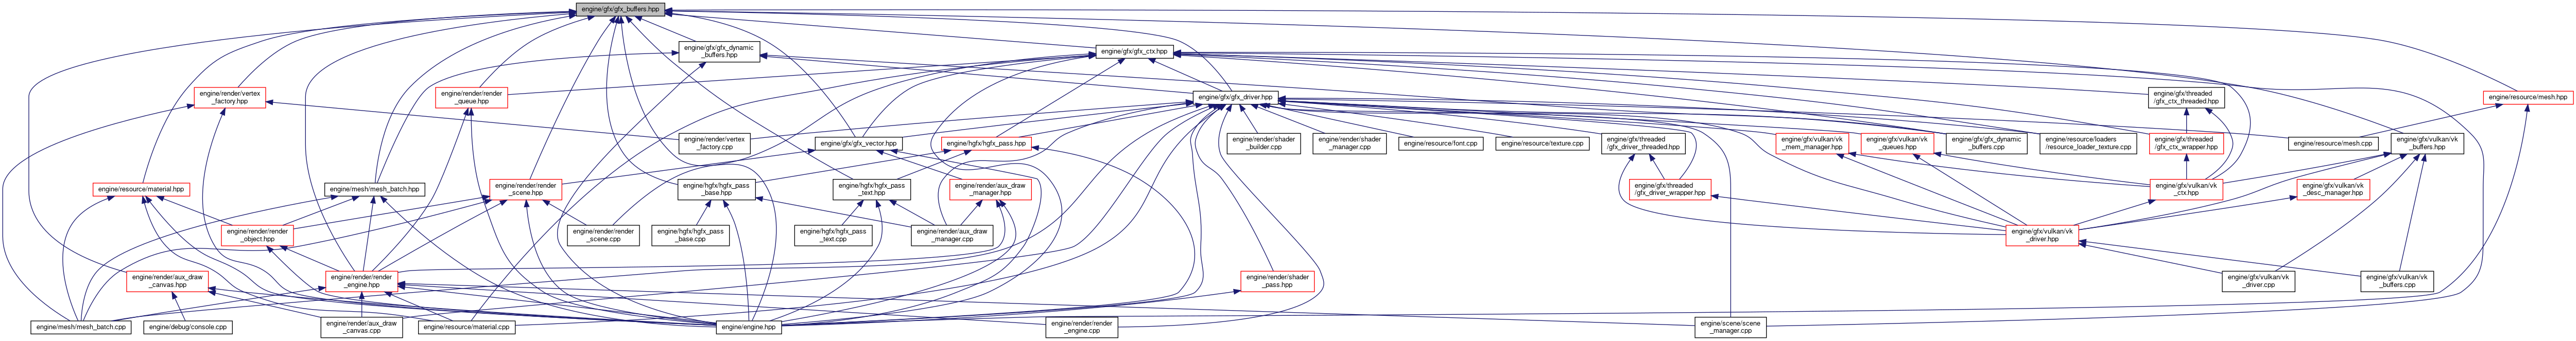 engine/gfx/gfx_buffers.hpp
engine/gfx/gfx_dynamic
_buffers.hpp
engine/gfx/gfx_ctx.hpp
engine/render/vertex
_factory.hpp
engine/render/render
_queue.hpp
engine/gfx/gfx_driver.hpp
engine/gfx/threaded
/gfx_ctx_threaded.hpp
engine/resource/mesh.hpp
engine/render/vertex
_factory.cpp
engine/gfx/gfx_vector.hpp
engine/hgfx/hgfx_pass.hpp
engine/render/shader
_builder.cpp
engine/render/shader
_manager.cpp
engine/resource/font.cpp
engine/resource/texture.cpp
engine/gfx/threaded
/gfx_driver_threaded.hpp
engine/gfx/vulkan/vk
_mem_manager.hpp
engine/gfx/vulkan/vk
_queues.hpp
engine/gfx/gfx_dynamic
_buffers.cpp
engine/resource/loaders
/resource_loader_texture.cpp
engine/gfx/threaded
/gfx_ctx_wrapper.hpp
engine/resource/mesh.cpp
engine/gfx/vulkan/vk
_buffers.hpp
engine/resource/material.hpp
engine/mesh/mesh_batch.hpp
engine/render/render
_scene.hpp
engine/hgfx/hgfx_pass
_base.hpp
engine/hgfx/hgfx_pass
_text.hpp
engine/render/aux_draw
_manager.hpp
engine/gfx/threaded
/gfx_driver_wrapper.hpp
engine/gfx/vulkan/vk
_ctx.hpp
engine/gfx/vulkan/vk
_desc_manager.hpp
engine/render/render
_object.hpp
engine/render/render
_scene.cpp
engine/hgfx/hgfx_pass
_base.cpp
engine/hgfx/hgfx_pass
_text.cpp
engine/render/aux_draw
_manager.cpp
engine/gfx/vulkan/vk
_driver.hpp
engine/render/aux_draw
_canvas.hpp
engine/render/render
_engine.hpp
engine/render/shader
_pass.hpp
engine/gfx/vulkan/vk
_driver.cpp
engine/gfx/vulkan/vk
_buffers.cpp
engine/mesh/mesh_batch.cpp
engine/debug/console.cpp
engine/render/aux_draw
_canvas.cpp
engine/resource/material.cpp
engine/engine.hpp
engine/render/render
_engine.cpp
engine/scene/scene
_manager.cpp